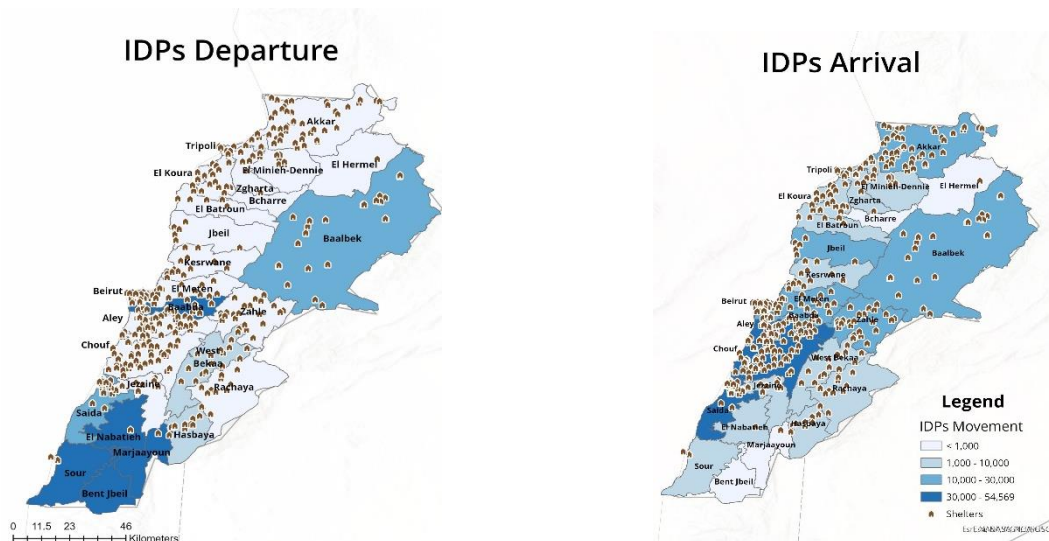 IDPs Departure
Akkar
Tripoli
El Hermel
El Koura
El Minieh-Dennie
Zgharta
Bcharre
El Batroun
Jbeil
Baalbek
Kesrwane
El Meten
Beirut
Baabda
Zahle
Aley
Chouf
West
Bekaa
Jezzine
Rachaya
Saida
Hasbaya
El Nabatieh
Marjaayoun
Sour
Bent Jbeil
0 11.5 23 46
Kilometers
IDPs Arrival
Akkar
Tripoli
El Minieh-Dennie
El Hermel
El Koura
Zgharta
Bcharre
El Batroun
Jbeil
Baalbek
Kesrwane
Beirut
El Meten
Baabda
Zahle
Aley
Chouf
West Bekaa
Jezzine
Rachaya
Saida
Hasbaya
El Nabatieh
Marjaayoun
Sour
Bent Jbeil
Legend
IDPs Movement
< 1,000
1,000 - 10,000
10,000 - 30,000
30,000 - 54,569
Shelters